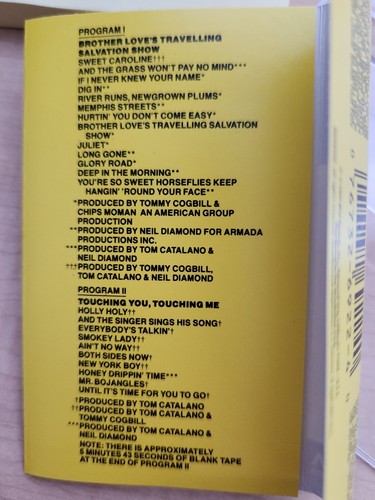 PROGRAM I
BROTHER LOVE'S TRAVELLING
SALVATION SHOW
SWEET CAROLINE†††
AND THE GRASS WON'T PAY NO MIND***
IF I NEVER KNEW YOUR NAME*
DIG IN**
RIVER RUNS, NEWGROWN PLUMS*
MEMPHIS STREETS**
HURTIN' YOU DON'T COME EASY*
BROTHER LOVE'S TRAVELLING SALVATION
SHOW*
JULIET*
LONG GONE**
GLORY ROAD*
DEEP IN THE MORNING**
YOU'RE SO SWEET HORSEFLIES KEEP
HANGIN' 'ROUND YOUR FACE**
*PRODUCED BY TOMMY COGBILL &
CHIPS MOMAN AN AMERICAN GROUP
PRODUCTION
**PRODUCED BY NEIL DIAMOND FOR ARMADA
PRODUCTIONS INC.
***PRODUCED BY TOM CATALANO &
NEIL DIAMOND
†††PRODUCED BY TOMMY COGBILL,
TOM CATALANO & NEIL DIAMOND
PROGRAM II
TOUCHING YOU, TOUCHING ME
HOLLY HOLY††
AND THE SINGER SINGS HIS SONG†
EVERYBODY'S TALKIN'†
SMOKEY LADY††
AIN'T NO WAY††
BOTH SIDES NOW†
NEW YORK BOY††
HONEY DRIPPIN' TIME***
MR. BOJANGLES†
UNTIL IT'S TIME FOR YOU TO GO†
†PRODUCED BY TOM CATALANO
††PRODUCED BY TOM CATALANO &
TOMMY COGBILL
***PRODUCED BY TOM CATALANO &
NEIL DIAMOND
NOTE: THERE IS APPROXIMATELY
5 MINUTES 43 SECONDS OF BLANK TAPE
AT THE END OF PROGRAM II